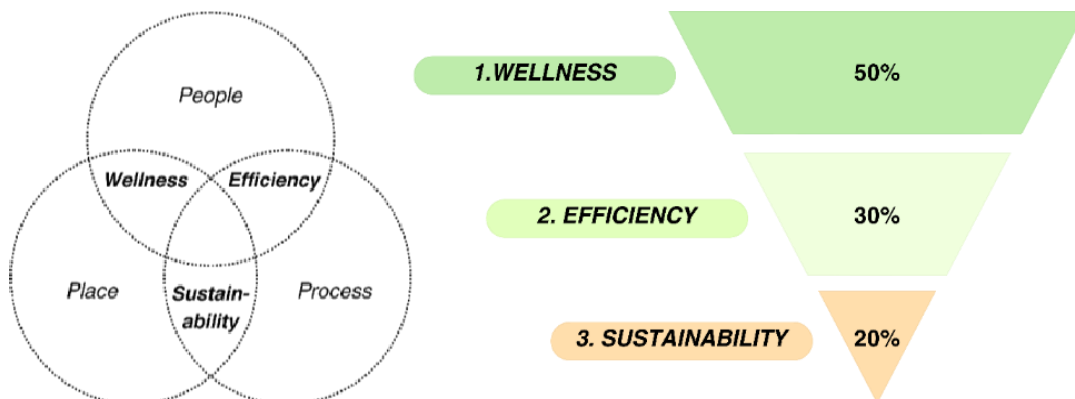 People
Wellness
Efficiency
Place
Sustain-
ability
Process
1.WELLNESS
50%
2. EFFICIENCY
30%
3. SUSTAINABILITY
20%